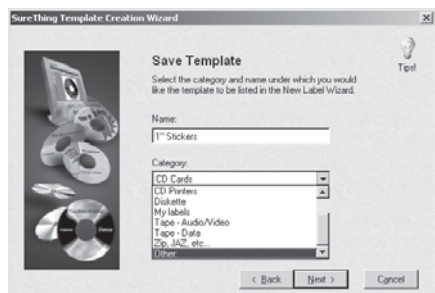 SureThing Template Creation Wizard
Save Template
Tips!
Select the category and name under which you would
like the template to be listed in the New Label Wizard.
Name:
1" Stickers
Category:
CD Cards
CD Printers
Diskette
My labels
Tape - Audio/Video
Tape - Data
Zip, JAZ, etc...
Other:
< Back
Next >
Cancel